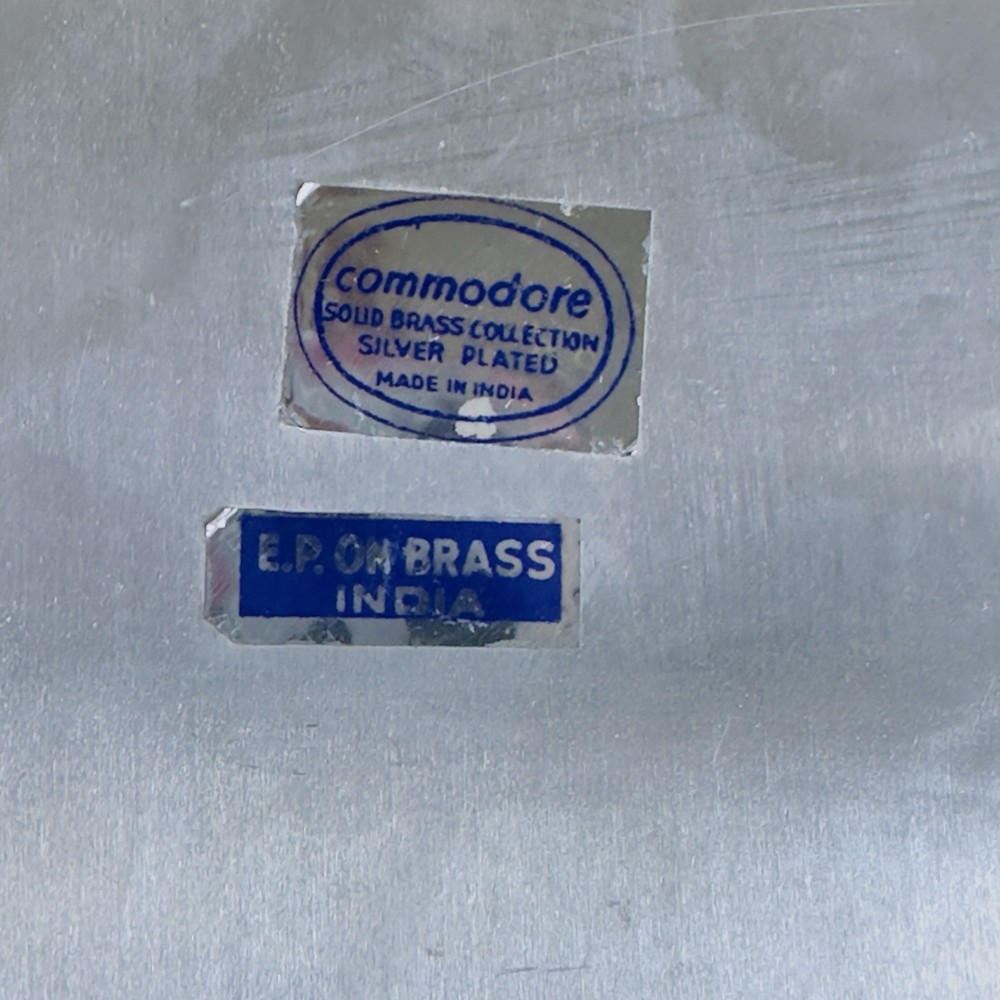 commodore
SOLID BRASS COLLECTION
SILVER PLATED
MADE IN INDIA
E.P. ON BRASS
INDIA